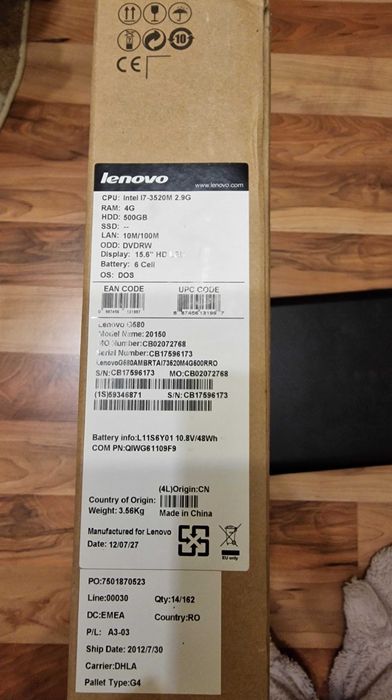 10
CE
lenovo
www.lenovo.com
CPU: Intel I7-3520M 2.9G
RAM: 4G
HDD: 500GB
SSD: --
LAN: 10M/100M
ODD: DVDRW
Display: 15.6" HD
Battery: 6 Cell
OS: DOS
EAN CODE UPC CODE
Lenovo G580
Model Name: 20150
MO Number:CB02072768
Serial Number:CB17596173
LenovoG580AMBRTAI73520M4G500RRO
S/N:CB17596173 MO:CB02072768
(1S)59346871 S/N:CB17596173
Battery info:L11S6Y01 10.8V/48Wh
COM PN:QIWG61109F9
(4L)Origin:CN
Country of Origin:
Weight: 3.56Kg Made in China
Manufactured for Lenovo
Date: 12/07/27
EU only
PO:7501870523
Line:00030 Qty:14/162
DC:EMEA Country:RO
P/L: A3-03
Ship Date: 2012/7/30
Carrier:DHLA
Pallet Type:G4